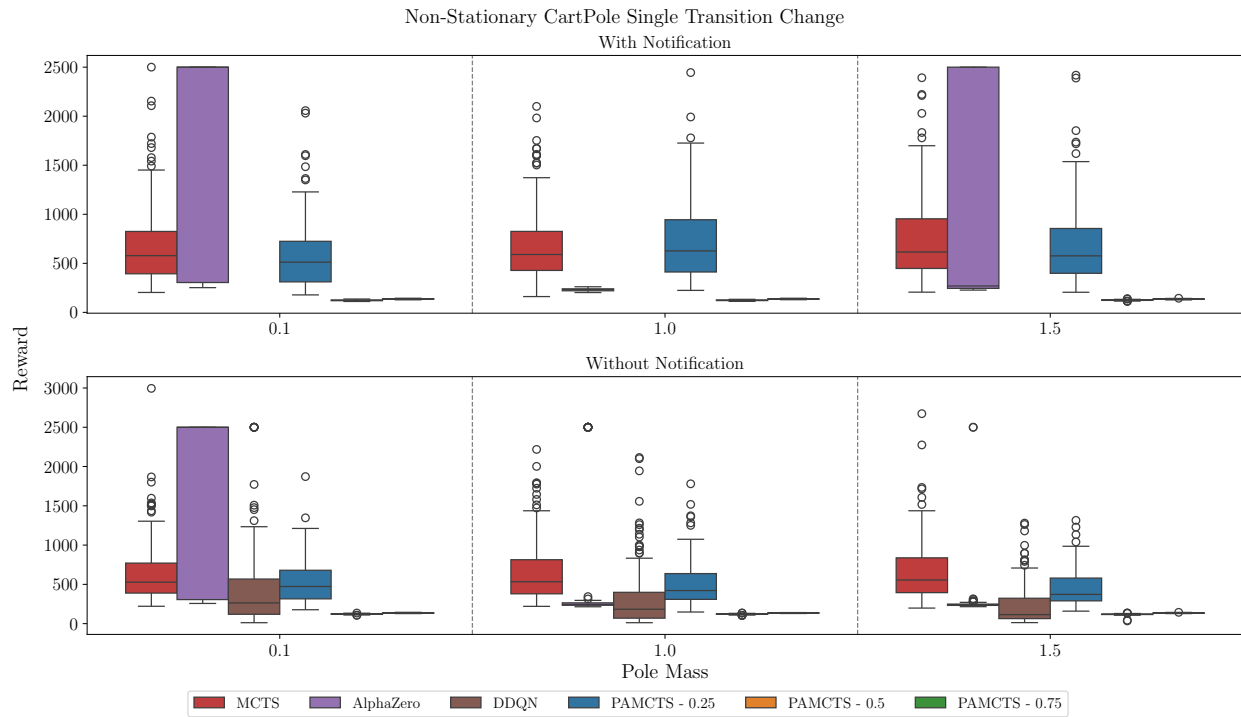 Non-Stationary CartPole Single Transition Change
With Notification
2500
2000
1500
1000
500
0
0.1 1.0 1.5
Reward
Without Notification
3000
2500
2000
1500
1000
500
0
0.1 1.0 1.5
Pole Mass
MCTS AlphaZero DDQN PAMCTS - 0.25 PAMCTS - 0.5 PAMCTS - 0.75